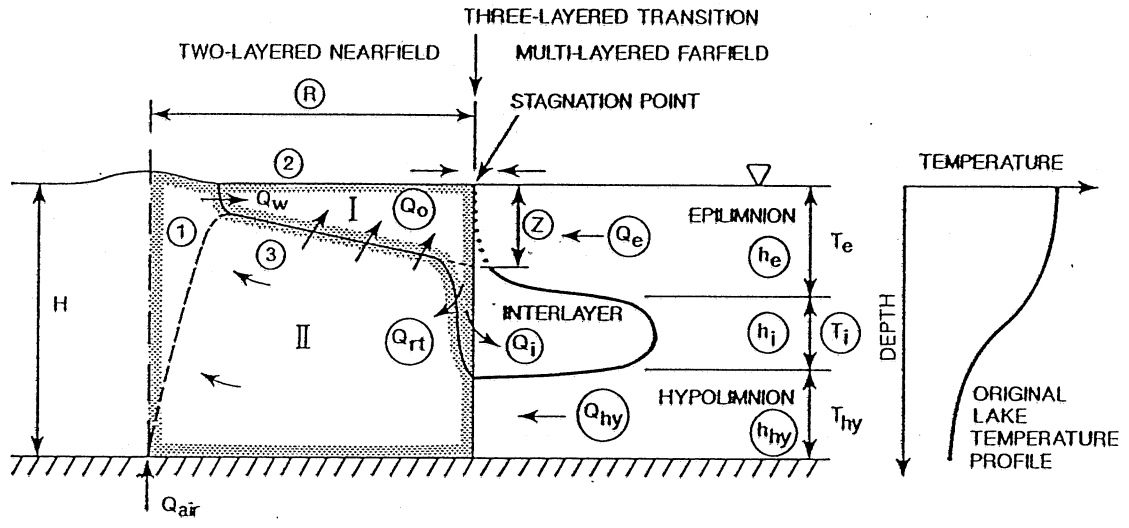 THREE-LAYERED TRANSITION
TWO-LAYERED NEARFIELD
MULTI-LAYERED FARFIELD
R
STAGNATION POINT
2
TEMPERATURE
Qw
I
Qo
Z
Qe
EPILIMNION
he
Te
1
3
H
INTERLAYER
hi
Ti
DEPTH
II
Qrt
Qi
HYPOLIMNION
Qhy
hhy
Thy
ORIGINAL
LAKE
TEMPERATURE
PROFILE
Qair